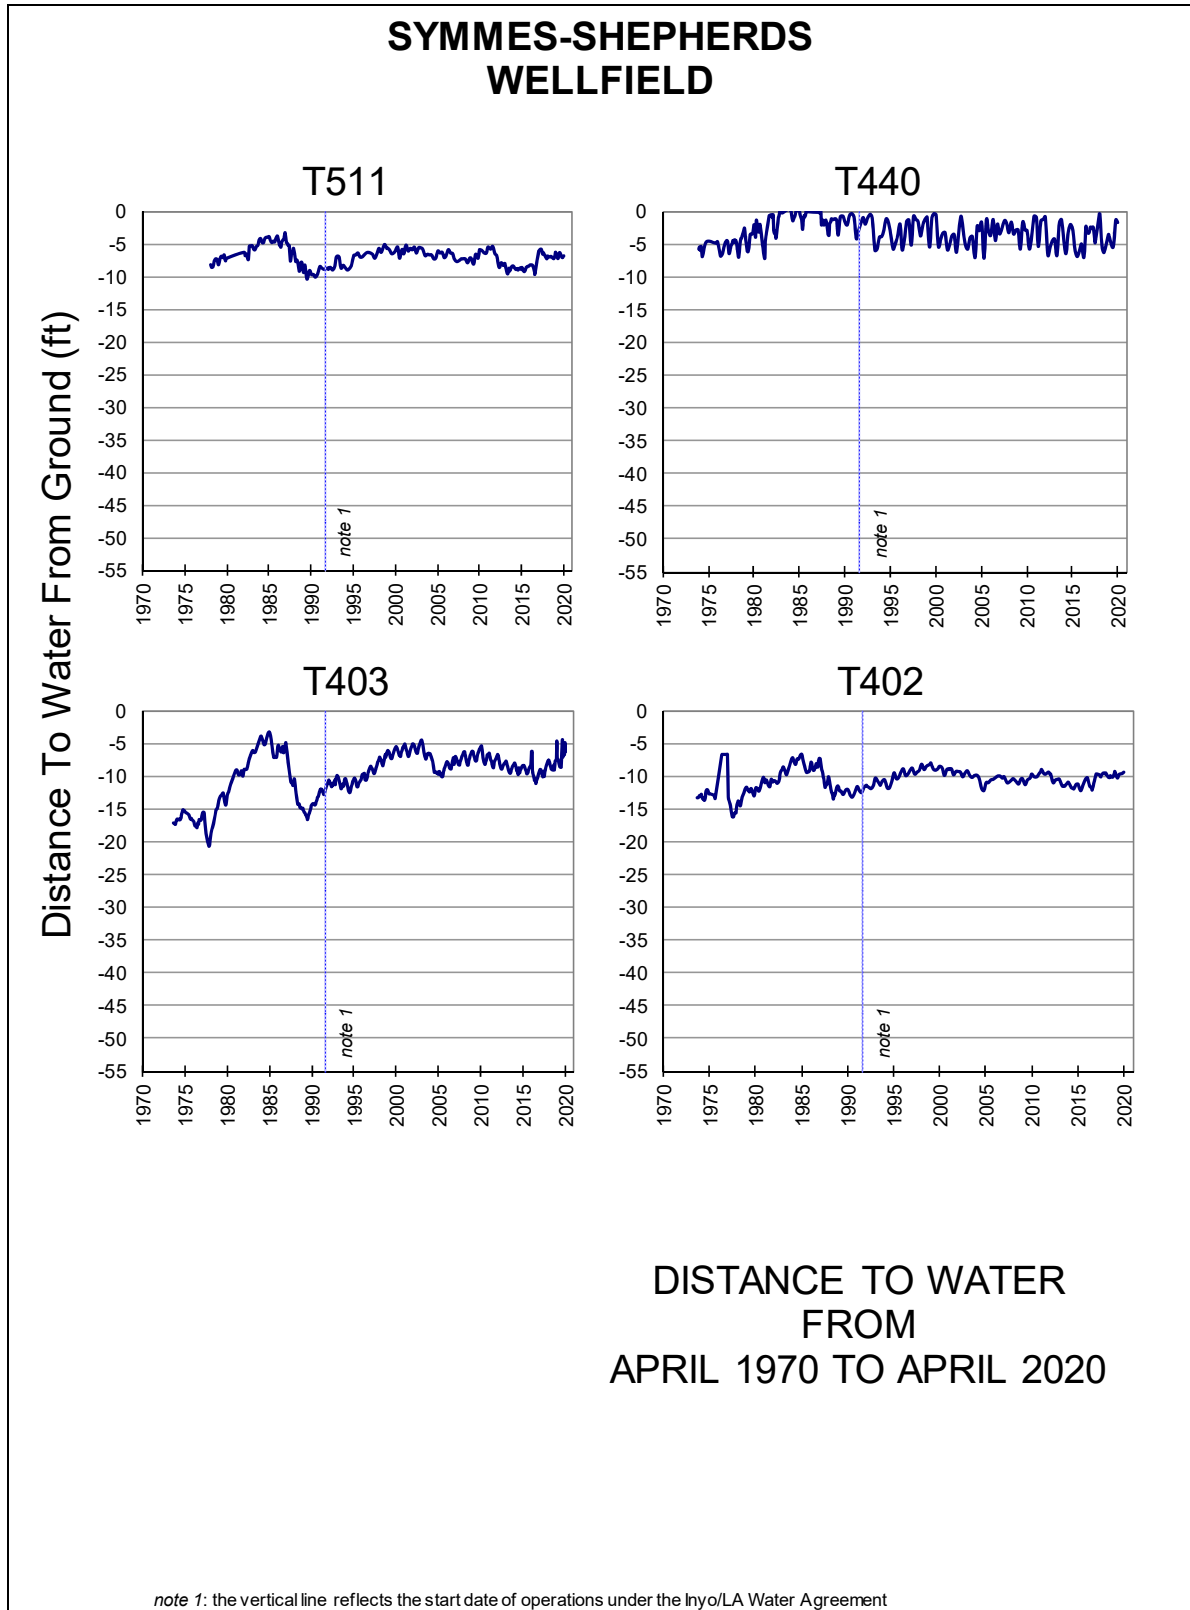 SYMMES-SHEPHERDS
WELLFIELD
Distance To Water From Ground (ft)
T511
0
-5
-10
-15
-20
-25
-30
-35
-40
-45
-50
-55
note 1
1970 1975 1980 1985 1990 1995 2000 2005 2010 2015 2020
T440
0
-5
-10
-15
-20
-25
-30
-35
-40
-45
-50
-55
note 1
1970 1975 1980 1985 1990 1995 2000 2005 2010 2015 2020
T403
0
-5
-10
-15
-20
-25
-30
-35
-40
-45
-50
-55
note 1
1970 1975 1980 1985 1990 1995 2000 2005 2010 2015 2020
T402
0
-5
-10
-15
-20
-25
-30
-35
-40
-45
-50
-55
note 1
1970 1975 1980 1985 1990 1995 2000 2005 2010 2015 2020
DISTANCE TO WATER
FROM
APRIL 1970 TO APRIL 2020
note 1: the vertical line reflects the start date of operations under the Inyo/LA Water Agreement